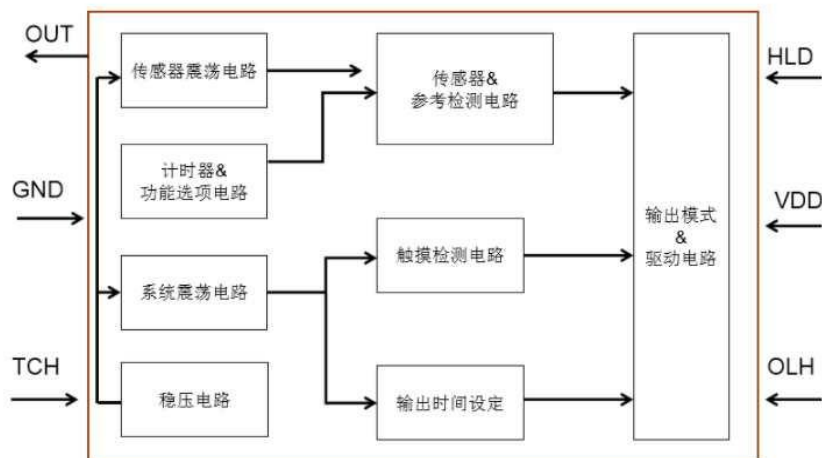 OUT
传感器震荡电路
传感器&
参考检测电路
HLD
计时器&
功能选项电路
GND
输出模式
&
驱动电路
VDD
系统震荡电路
触摸检测电路
TCH
稳压电路
输出时间设定
OLH